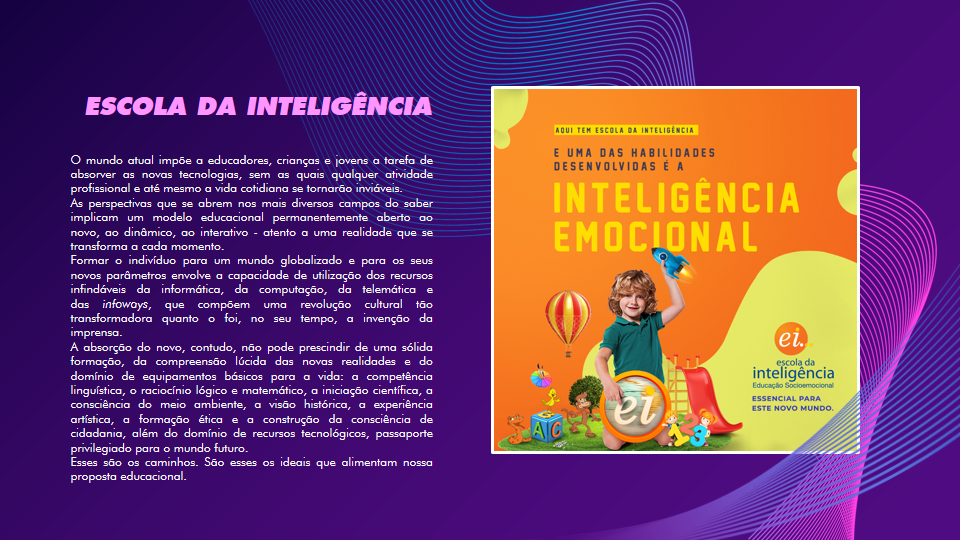 ESCOLA DA INTELIGÊNCIA
O mundo atual impõe a educadores, crianças e jovens a tarefa de
absorver as novas tecnologias, sem as quais qualquer atividade
profissional e até mesmo a vida cotidiana se tornarão inviáveis.
As perspectivas que se abrem nos mais diversos campos do saber
implicam um modelo educacional permanentemente aberto ao
novo, ao dinâmico, ao interativo - atento a uma realidade que se
transforma a cada momento.
Formar o indivíduo para um mundo globalizado e para os seus
novos parâmetros envolve a capacidade de utilização dos recursos
infindáveis da informática, da computação, da telemática e
das infoways, que compõem uma revolução cultural tão
transformadora quanto o foi, no seu tempo, a invenção da
imprensa.
A absorção do novo, contudo, não pode prescindir de uma sólida
formação, da compreensão lúcida das novas realidades e do
domínio de equipamentos básicos para a vida: a competência
linguística, o raciocínio lógico e matemático, a iniciação científica, a
consciência do meio ambiente, a visão histórica, a experiência
artística, a formação ética e a construção da consciência de
cidadania, além do domínio de recursos tecnológicos, passaporte
privilegiado para o mundo futuro.
Esses são os caminhos. São esses os ideais que alimentam nossa
proposta educacional.
AQUI TEM ESCOLA DA INTELIGÊNCIA
E UMA DAS HABILIDADES
DESENVOLVIDAS É A
INTELIGÊNCIA
EMOCIONAL
ei.
escola da
inteligência
Educação Socioemocional
ESSENCIAL PARA
ESTE NOVO MUNDO.
ei
A C
1 2 3